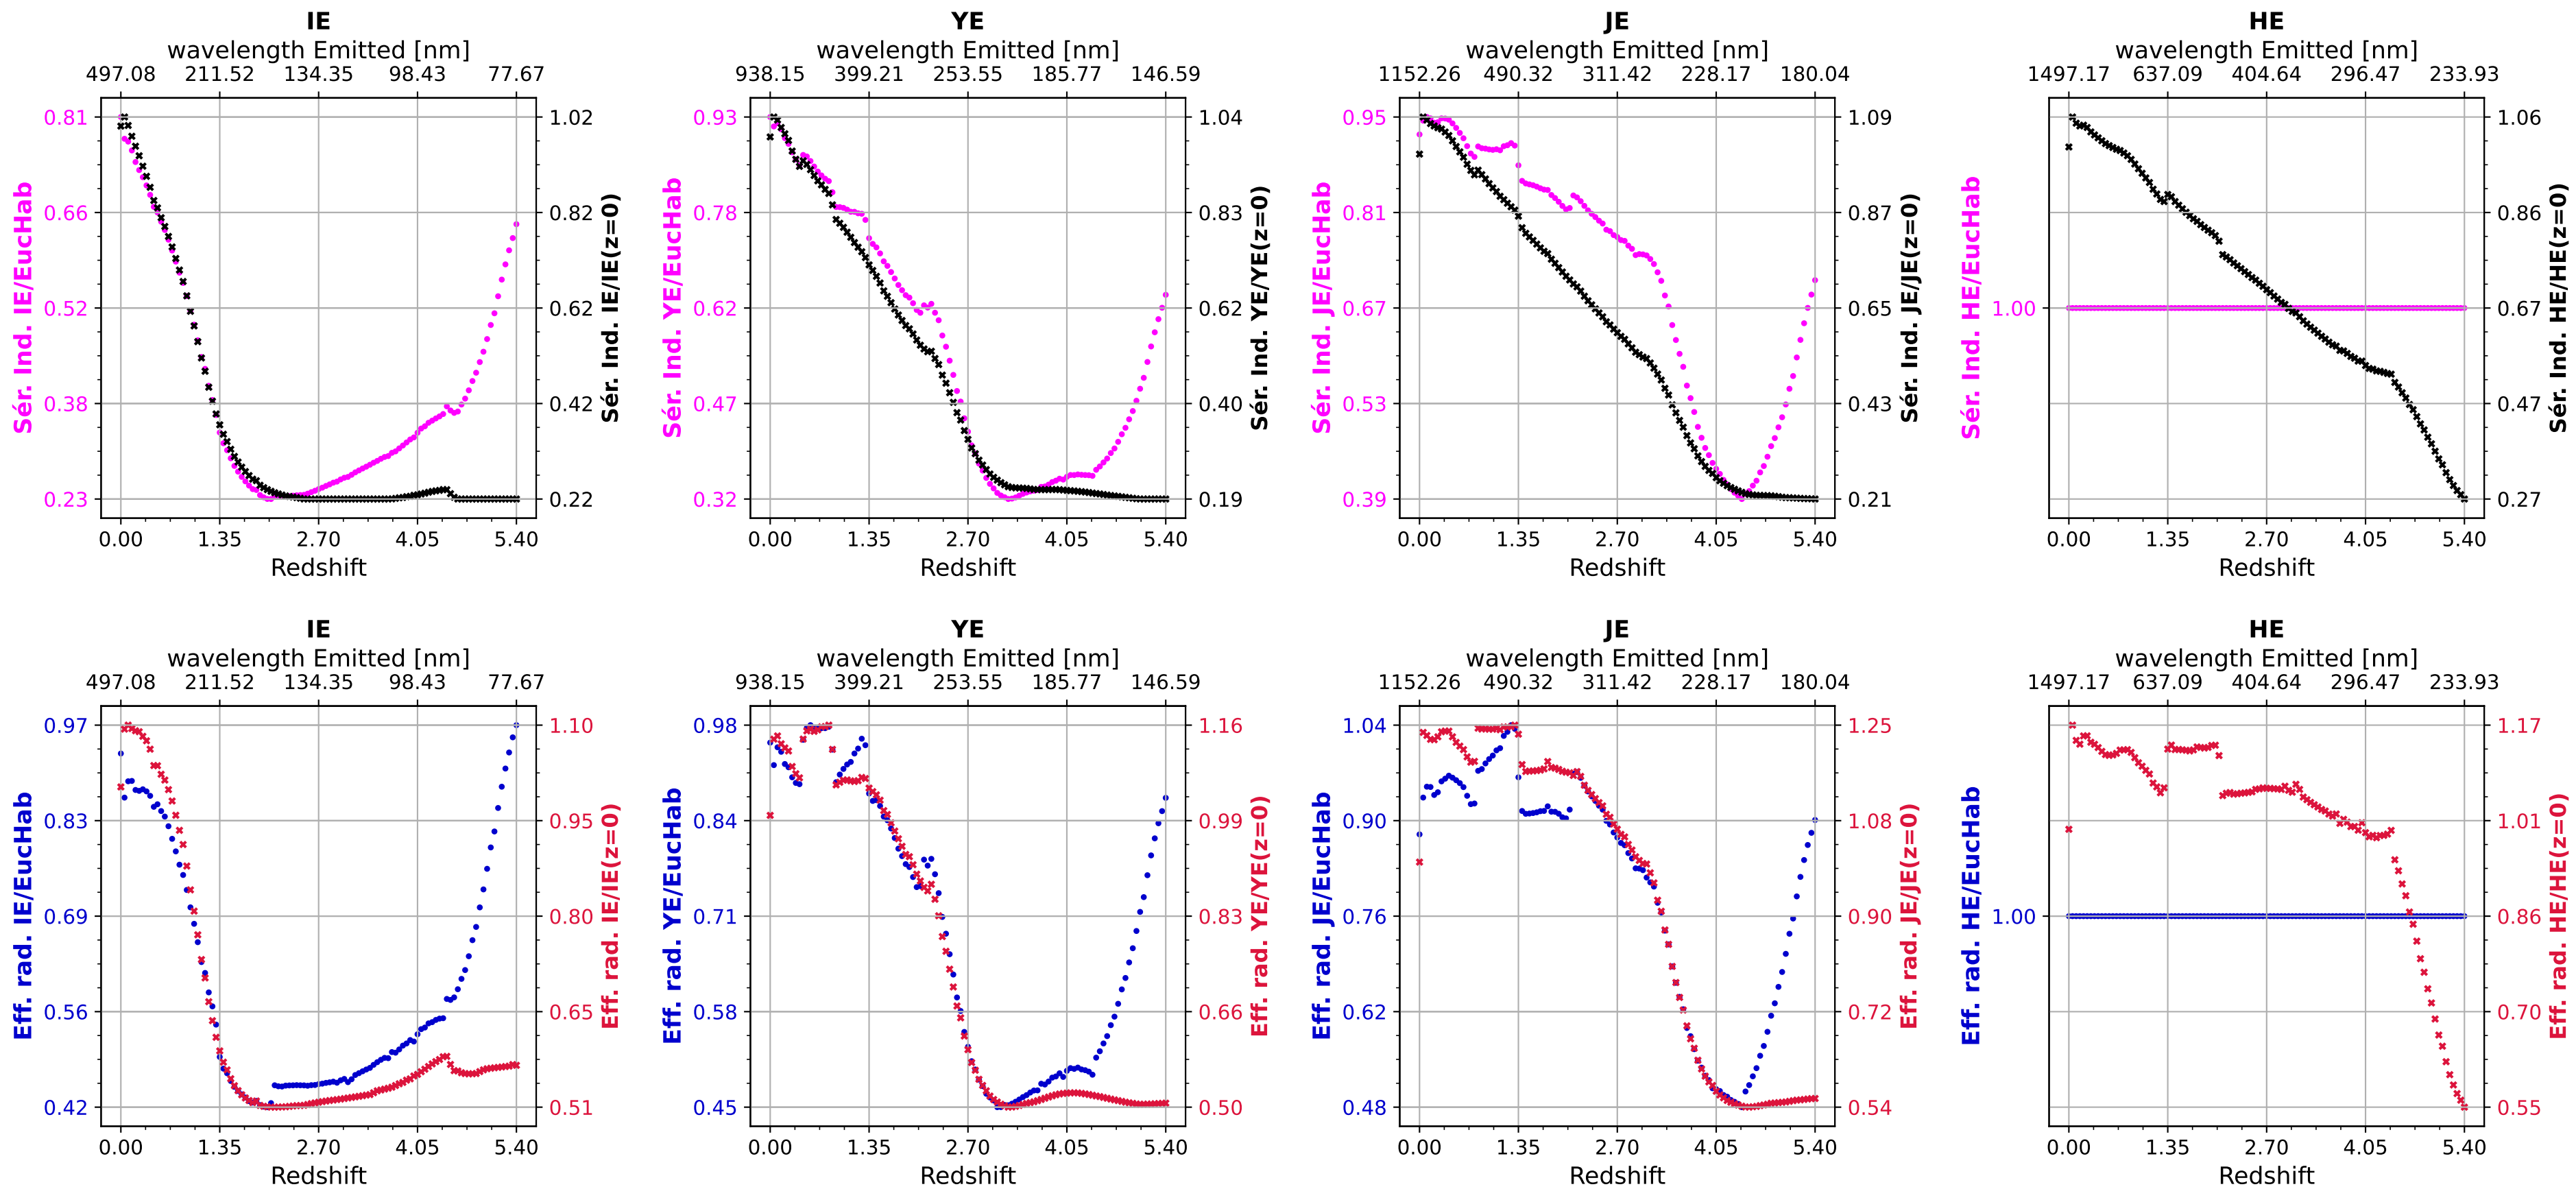 IE
wavelength Emitted [nm]
497.08 211.52 134.35 98.43 77.67
Sér. Ind. IE/EucHab
0.81
0.66
0.52
0.38
0.23
1.02
0.82
0.62
0.42
0.22
Sér. Ind. IE/IE(z=0)
0.00 1.35 2.70 4.05 5.40
Redshift
YE
wavelength Emitted [nm]
938.15 399.21 253.55 185.77 146.59
Sér. Ind. YE/EucHab
0.93
0.78
0.62
0.47
0.32
1.04
0.83
0.62
0.40
0.19
Sér. Ind. YE/YE(z=0)
0.00 1.35 2.70 4.05 5.40
Redshift
JE
wavelength Emitted [nm]
1152.26 490.32 311.42 228.17 180.04
Sér. Ind. JE/EucHab
0.95
0.81
0.67
0.53
0.39
1.09
0.87
0.65
0.43
0.21
Sér. Ind. JE/JE(z=0)
0.00 1.35 2.70 4.05 5.40
Redshift
HE
wavelength Emitted [nm]
1497.17 637.09 404.64 296.47 233.93
Sér. Ind. HE/EucHab
1.00
1.06
0.86
0.67
0.47
0.27
Sér. Ind. HE/HE(z=0)
0.00 1.35 2.70 4.05 5.40
Redshift
IE
wavelength Emitted [nm]
497.08 211.52 134.35 98.43 77.67
Eff. rad. IE/EucHab
0.97
0.83
0.69
0.56
0.42
1.10
0.95
0.80
0.65
0.51
Eff. rad. IE/IE(z=0)
0.00 1.35 2.70 4.05 5.40
Redshift
YE
wavelength Emitted [nm]
938.15 399.21 253.55 185.77 146.59
Eff. rad. YE/EucHab
0.98
0.84
0.71
0.58
0.45
1.16
0.99
0.83
0.66
0.50
Eff. rad. YE/YE(z=0)
0.00 1.35 2.70 4.05 5.40
Redshift
JE
wavelength Emitted [nm]
1152.26 490.32 311.42 228.17 180.04
Eff. rad. JE/EucHab
1.04
0.90
0.76
0.62
0.48
1.25
1.08
0.90
0.72
0.54
Eff. rad. JE/JE(z=0)
0.00 1.35 2.70 4.05 5.40
Redshift
HE
wavelength Emitted [nm]
1497.17 637.09 404.64 296.47 233.93
Eff. rad. HE/EucHab
1.00
1.17
1.01
0.86
0.70
0.55
Eff. rad. HE/HE(z=0)
0.00 1.35 2.70 4.05 5.40
Redshift